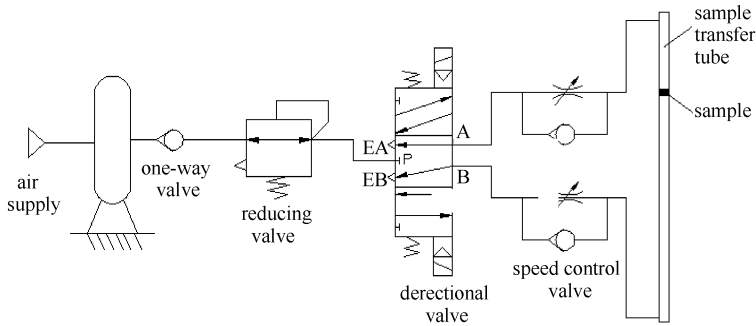 sample
transfer
tube
sample
A
EA
P
EB
B
one-way
valve
air
supply
reducing
valve
speed control
valve
derectional
valve